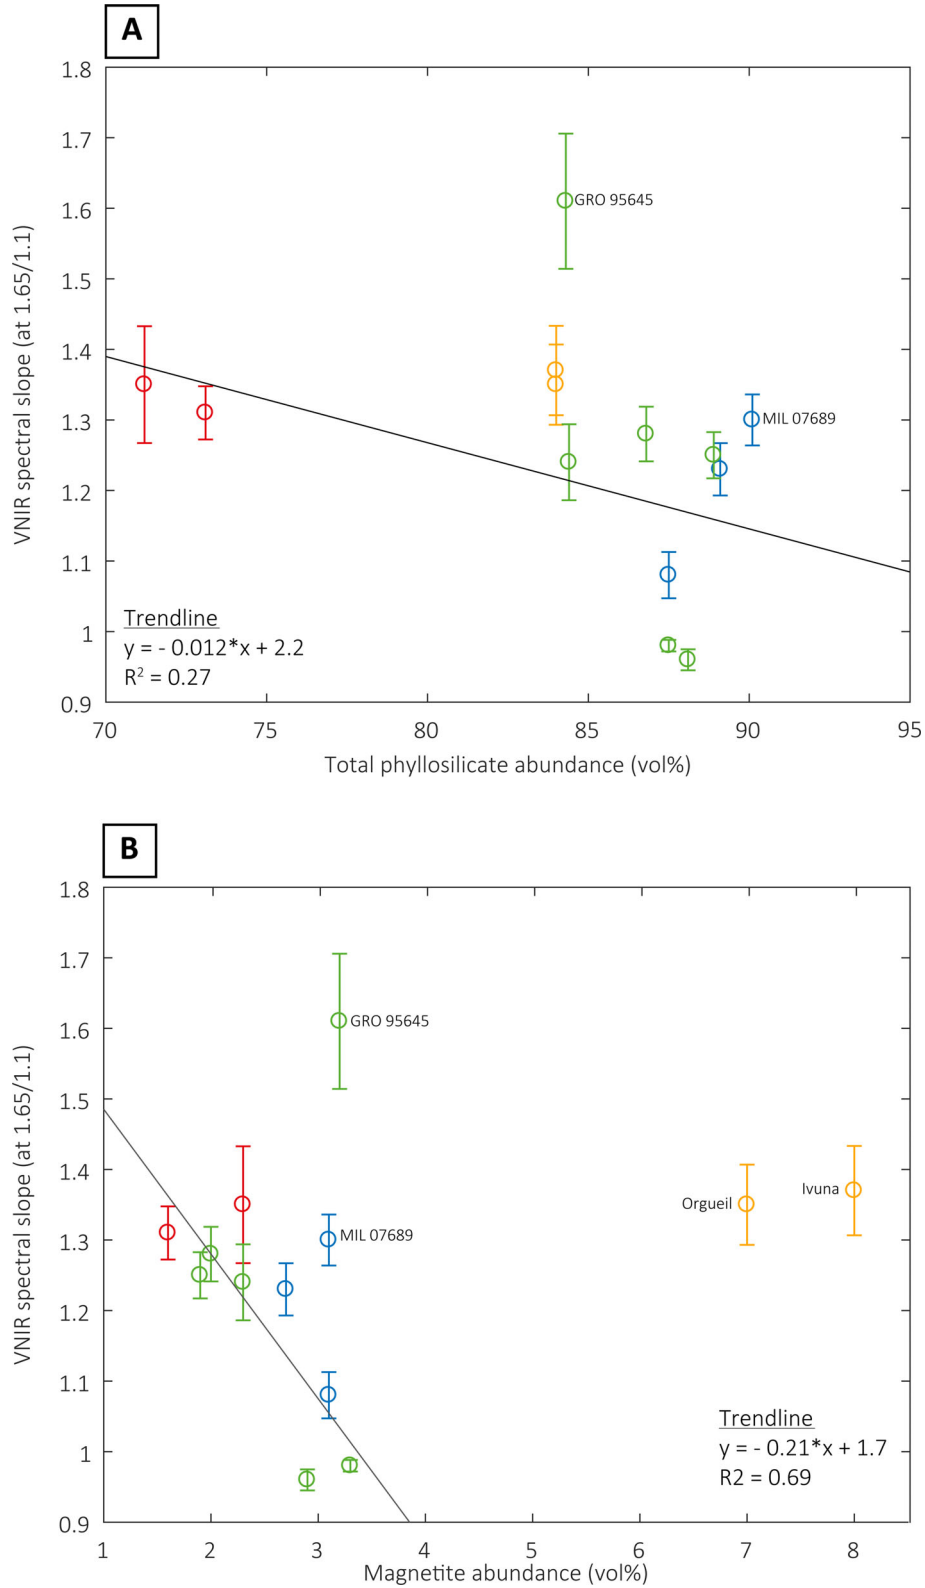 A
1.8
1.7
1.6
1.5
1.4
1.3
1.2
1.1
1
0.9
VNIR spectral slope (at 1.65/1.1)
GRO 95645
MIL 07689
Trendline
y = - 0.012*x + 2.2
R² = 0.27
70 75 80 85 90 95
Total phyllosilicate abundance (vol%)
B
1.8
1.7
1.6
1.5
1.4
1.3
1.2
1.1
1
0.9
VNIR spectral slope (at 1.65/1.1)
GRO 95645
Ivuna
Orgueil
MIL 07689
Trendline
y = - 0.21*x + 1.7
R2 = 0.69
1 2 3 4 5 6 7 8
Magnetite abundance (vol%)